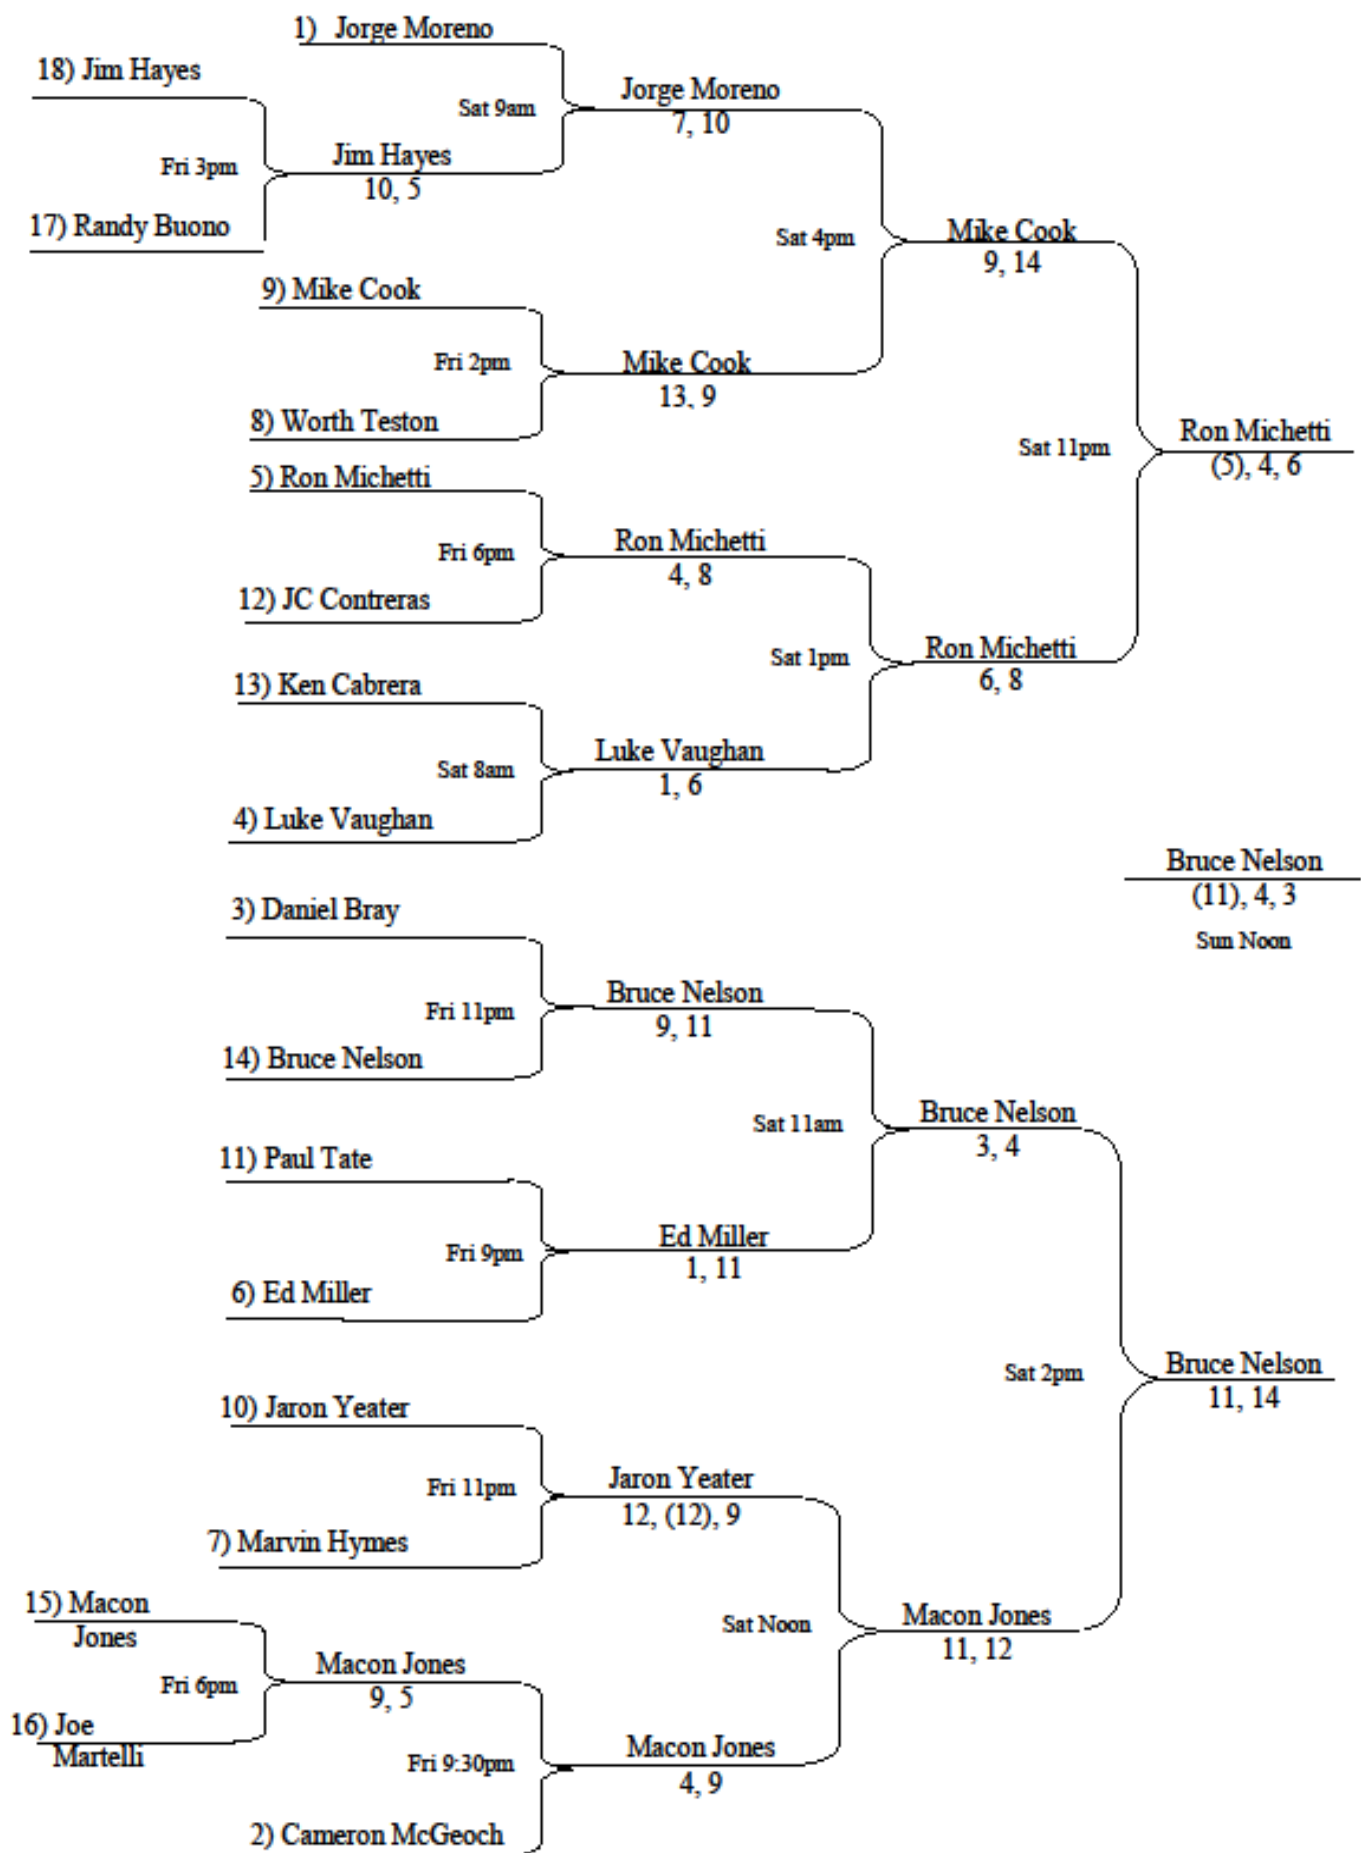 1) Jorge Moreno
18) Jim Hayes
Jorge Moreno
Sat 9am
7, 10
Jim Hayes
Fri 3pm
10, 5
17) Randy Buono
Mike Cook
Sat 4pm
9, 14
9) Mike Cook
Fri 2pm
Mike Cook
13, 9
8) Worth Teston
Ron Michetti
Sat 11pm
(5), 4, 6
5) Ron Michetti
Ron Michetti
Fri 6pm
4, 8
12) JC Contreras
Ron Michetti
Sat 1pm
6, 8
13) Ken Cabrera
Luke Vaughan
Sat 8am
1, 6
4) Luke Vaughan
Bruce Nelson
(11), 4, 3
Sun Noon
3) Daniel Bray
Bruce Nelson
Fri 11pm
9, 11
14) Bruce Nelson
Bruce Nelson
Sat 11am
3, 4
11) Paul Tate
Ed Miller
Fri 9pm
1, 11
6) Ed Miller
Bruce Nelson
Sat 2pm
11, 14
10) Jaron Yeater
Jaron Yeater
Fri 11pm
12, (12), 9
7) Marvin Hymes
15) Macon
Jones
Macon Jones
Sat Noon
11, 12
Macon Jones
Fri 6pm
9, 5
16) Joe
Martelli
Macon Jones
Fri 9:30pm
4, 9
2) Cameron McGeoch